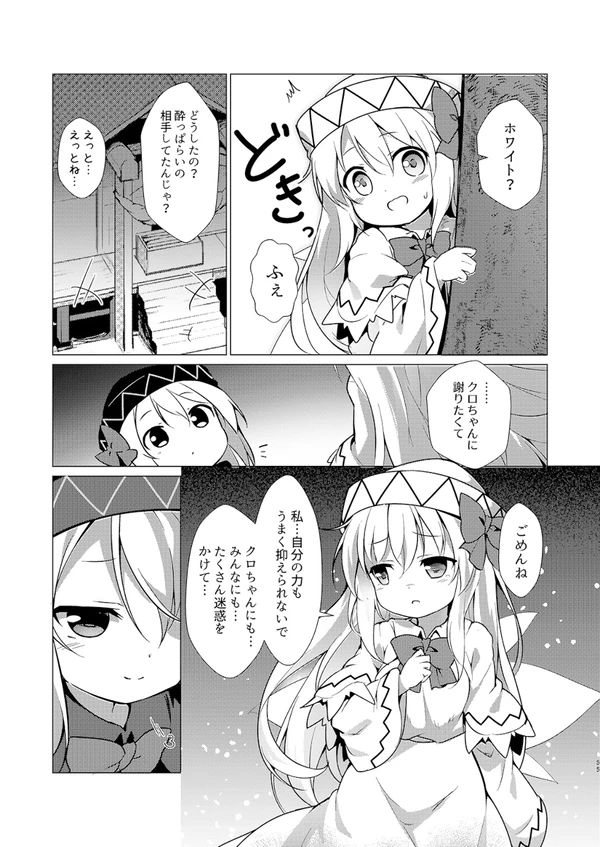 ホワイト?
どきっ
ふぇ
どうしたの?
酔っぱらいの
相手してたんじゃ?
えっと…
えっとね…
……
クロちゃんに
謝りたくて
ごめんね
私…自分の力も
うまく抑えられないで
クロちゃんにも…
みんなにも…
たくさん迷惑を
かけて…
35